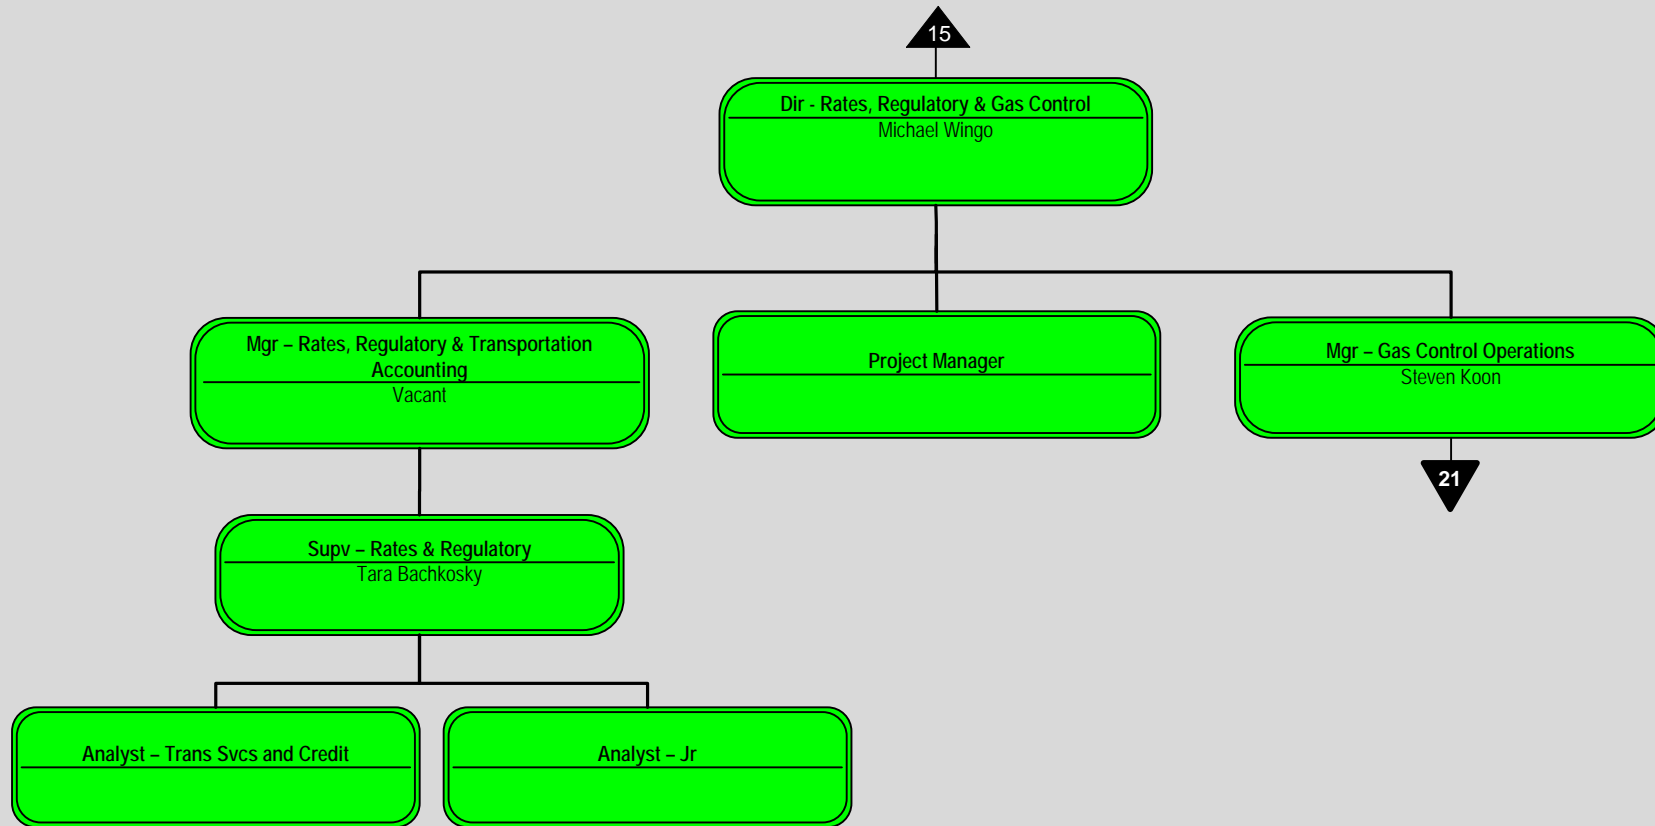 15
Dir - Rates, Regulatory & Gas Control
Michael Wingo
Mgr – Rates, Regulatory & Transportation
Accounting
Vacant
Project Manager
Mgr – Gas Control Operations
Steven Koon
21
Supv – Rates & Regulatory
Tara Bachkosky
Analyst – Trans Svcs and Credit
Analyst – Jr